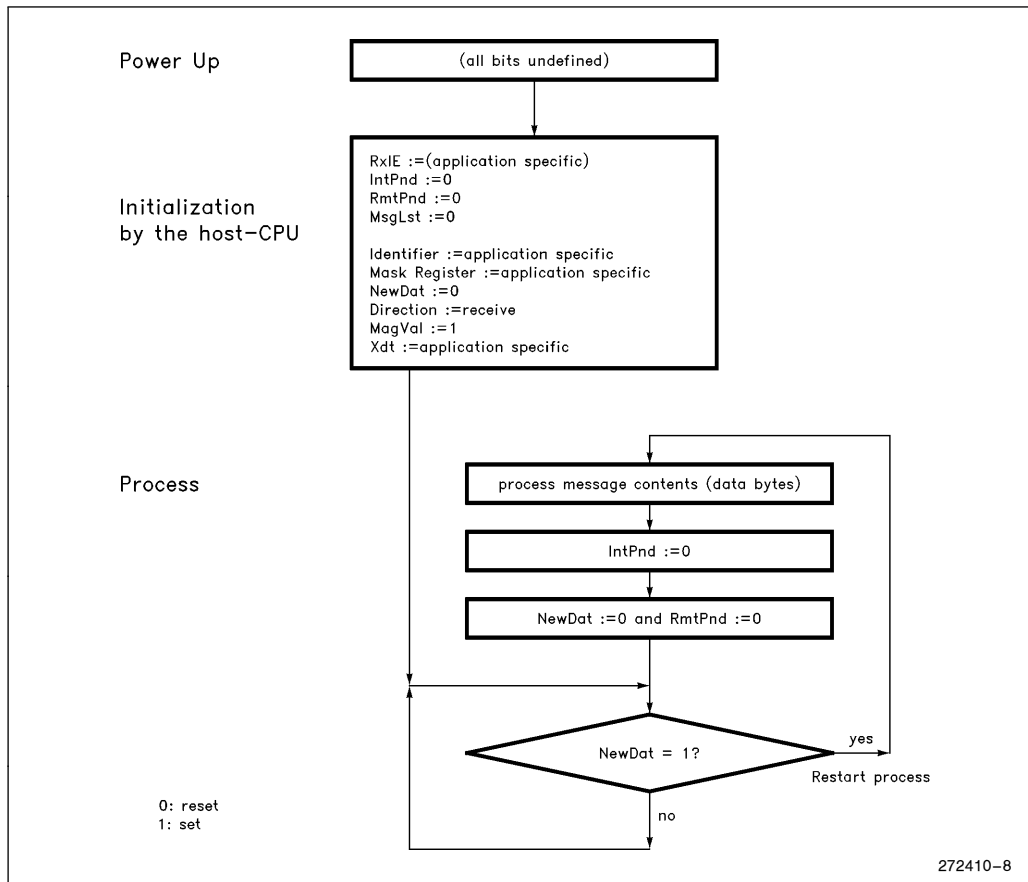 Power Up
(all bits undefined)
Initialization
by the host-CPU
RxIE :=(application specific)
IntPnd :=0
RmtPnd :=0
MsgLst :=0
Identifier :=application specific
Mask Register :=application specific
NewDat :=0
Direction :=receive
MagVal :=1
Xdt :=application specific
Process
process message contents (data bytes)
IntPnd :=0
NewDat :=0 and RmtPnd :=0
NewDat = 1?
yes
Restart process
no
0: reset
1: set
272410-8